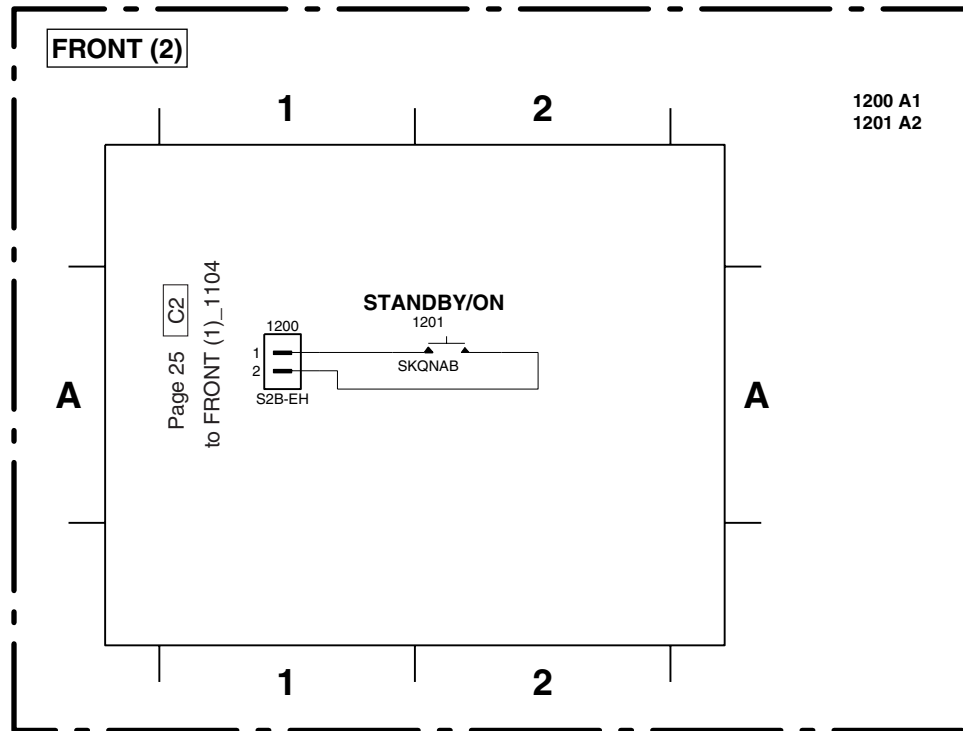 FRONT (2)
1 2
1200 A1
1201 A2
Page 25 C2
to FRONT (1)_1104
STANDBY/ON
1200
1201
1
2
SKQNAB
S2B-EH
A A
1 2